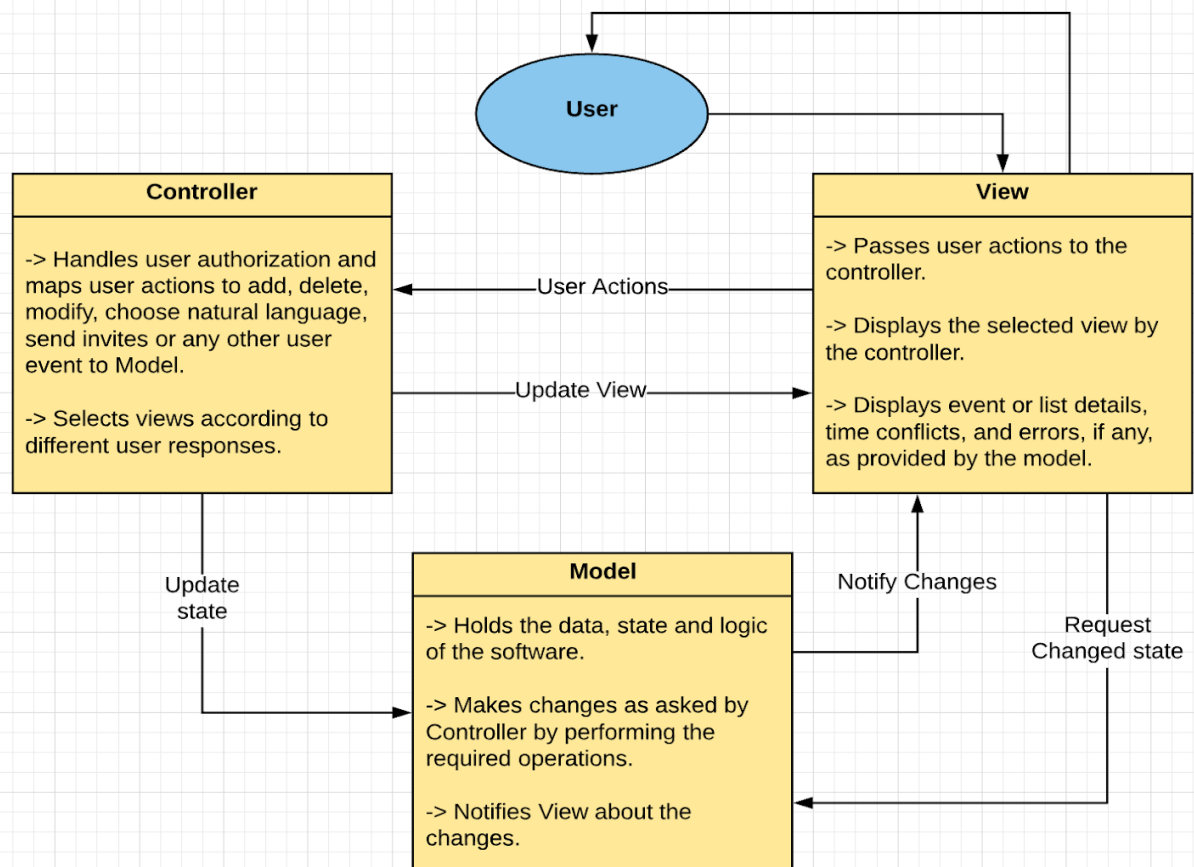 User
Controller
-> Handles user authorization and
maps user actions to add, delete,
modify, choose natural language,
send invites or any other user
event to Model.
-> Selects views according to
different user responses.
User Actions
Update View
View
-> Passes user actions to the
controller.
-> Displays the selected view by
the controller.
-> Displays event or list details,
time conflicts, and errors, if any,
as provided by the model.
Update
state
Model
-> Holds the data, state and logic
of the software.
-> Makes changes as asked by
Controller by performing the
required operations.
-> Notifies View about the
changes.
Notify Changes
Request
Changed state